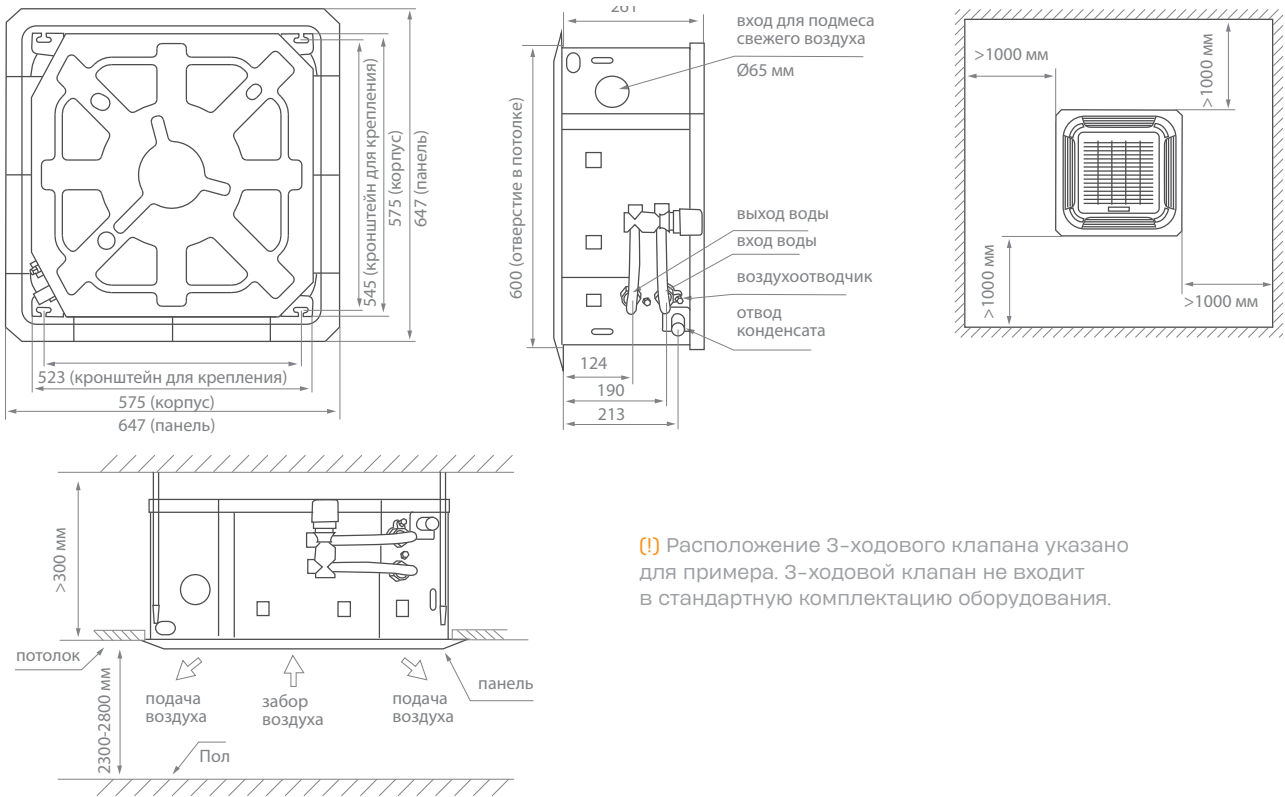 545 (кронштейн для крепления)
575 (корпус)
647 (панель)
523 (кронштейн для крепления)
575 (корпус)
647 (панель)
261
вход для подмеса
свежего воздуха
Ø65 мм
600 (отверстие в потолке)
выход воды
вход воды
воздухоотводчик
отвод
конденсата
124
190
213
>1000 мм
>1000 мм
>1000 мм
>1000 мм
>300 мм
потолок
2300-2800 мм
подача
воздуха
забор
воздуха
подача
воздуха
панель
Пол
(!) Расположение 3-ходового клапана указано
для примера. 3-ходовой клапан не входит
в стандартную комплектацию оборудования.